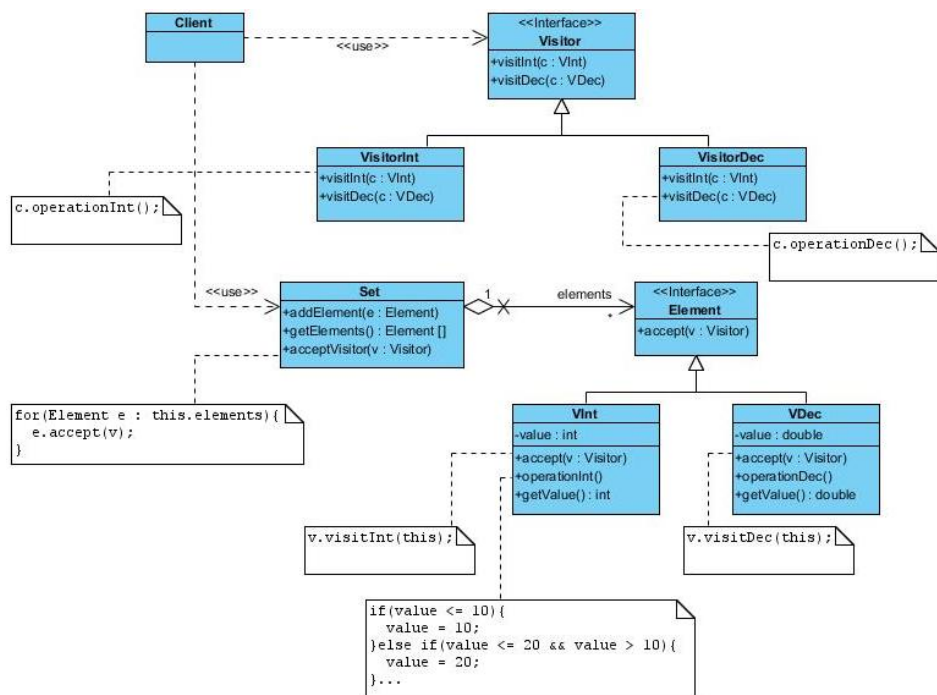 Client
<<use>>
<<Interface>>
Visitor
+visitInt(c : VInt)
+visitDec(c : VDec)
VisitorInt
+visitInt(c : VInt)
+visitDec(c : VDec)
VisitorDec
+visitInt(c : VInt)
+visitDec(c : VDec)
c.operationInt();
c.operationDec();
<<use>>
Set
+addElement(e : Element)
+getElements() : Element []
+acceptVisitor(v : Visitor)
1
elements
*
<<Interface>>
Element
+accept(v : Visitor)
for(Element e : this.elements){
e.accept(v);
}
VInt
-value : int
+accept(v : Visitor)
+operationInt()
+getValue() : int
VDec
-value : double
+accept(v : Visitor)
+operationDec()
+getValue() : double
v.visitInt(this);
v.visitDec(this);
if(value <= 10){
value = 10;
}else if(value <= 20 && value > 10){
value = 20;
}...